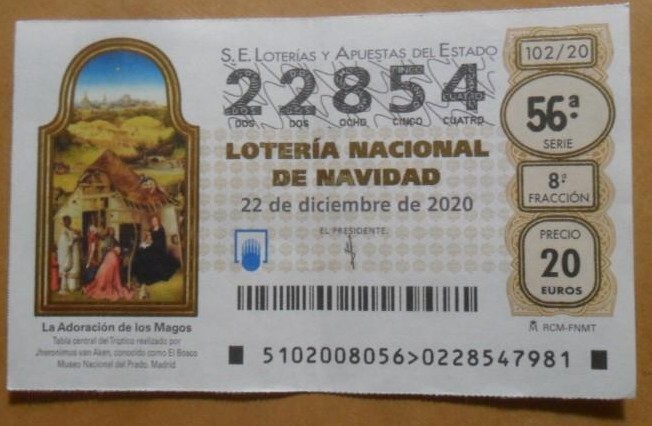 S.E. LOTERÍAS Y APUESTAS DEL ESTADO
22854
DOS DOS OCHO CINCO CUATRO
LOTERÍA NACIONAL
DE NAVIDAD
22 de diciembre de 2020
EL PRESIDENTE,
102/20
56ª
SERIE
8ª
FRACCIÓN
PRECIO
20
EUROS
RCM-FNMT
La Adoración de los Magos
Tabla central del Tríptico realizado por
Jheronimus van Aken, conocido como El Bosco
Museo Nacional del Prado. Madrid
5102008056>0228547981